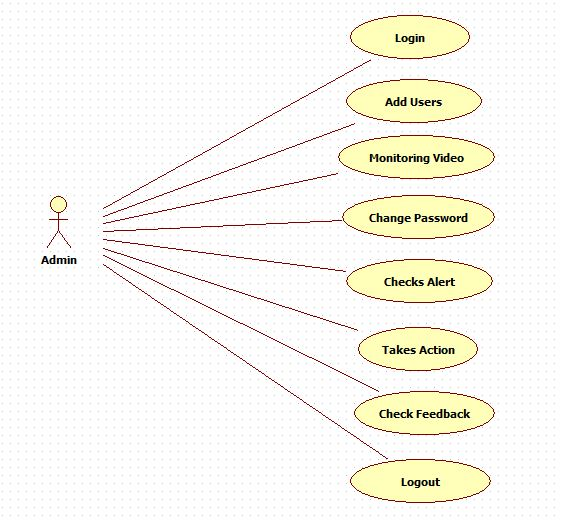 Login
Add Users
Monitoring Video
Change Password
Admin
Checks Alert
Takes Action
Check Feedback
Logout